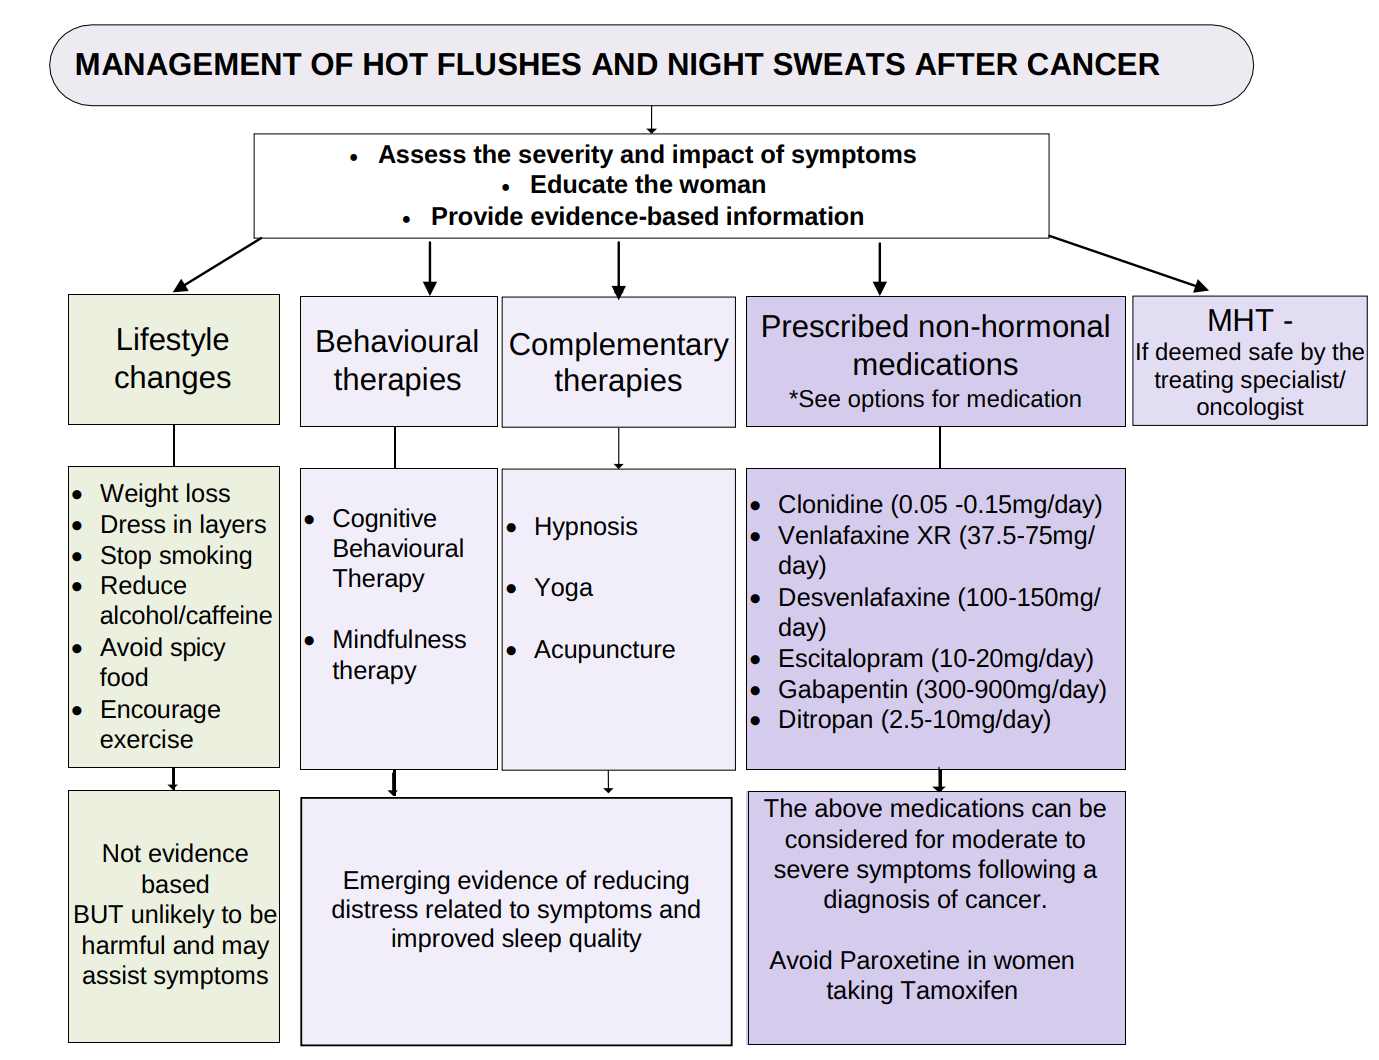 MANAGEMENT OF HOT FLUSHES AND NIGHT SWEATS AFTER CANCER
• Assess the severity and impact of symptoms
• Educate the woman
• Provide evidence-based information
Lifestyle
changes
Behavioural
therapies
Complementary
therapies
Prescribed non-hormonal
medications
*See options for medication
MHT -
If deemed safe by the
treating specialist/
oncologist
• Weight loss
• Dress in layers
• Stop smoking
• Reduce
alcohol/caffeine
• Avoid spicy
food
• Encourage
exercise
• Cognitive
Behavioural
Therapy
• Mindfulness
therapy
• Hypnosis
• Yoga
• Acupuncture
• Clonidine (0.05 -0.15mg/day)
• Venlafaxine XR (37.5-75mg/
day)
• Desvenlafaxine (100-150mg/
day)
• Escitalopram (10-20mg/day)
• Gabapentin (300-900mg/day)
• Ditropan (2.5-10mg/day)
Not evidence
based
BUT unlikely to be
harmful and may
assist symptoms
Emerging evidence of reducing
distress related to symptoms and
improved sleep quality
The above medications can be
considered for moderate to
severe symptoms following a
diagnosis of cancer.
Avoid Paroxetine in women
taking Tamoxifen